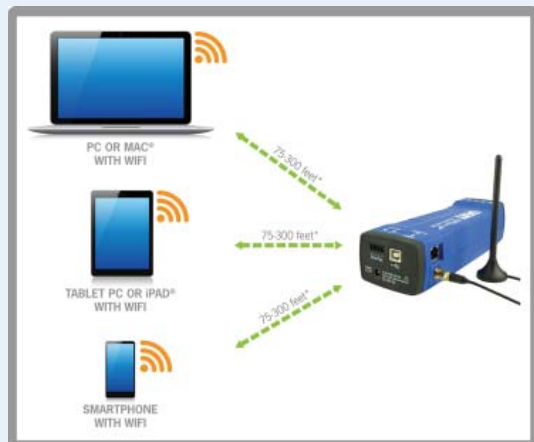 PC OR MAC®
WITH WIFI
75-300 feet*
75-300 feet*
TABLET PC OR iPAD®
WITH WIFI
75-300 feet*
SMARTPHONE
WITH WIFI